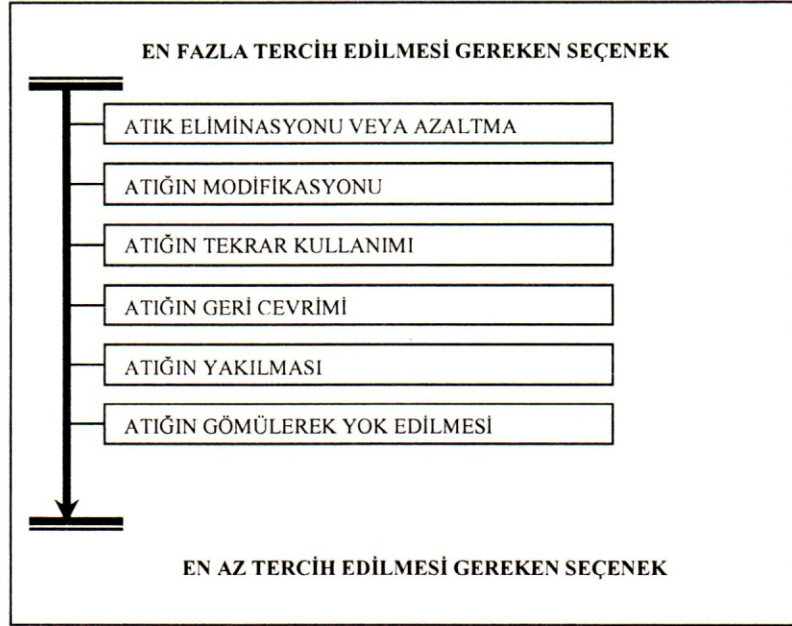 EN FAZLA TERCİH EDİLMESİ GEREKEN SEÇENEK
ATIK ELİMİNASYONU VEYA AZALTMA
ATIĞIN MODİFİKASYONU
ATIĞIN TEKRAR KULLANIMI
ATIĞIN GERİ CEVRİMİ
ATIĞIN YAKILMASI
ATIĞIN GÖMÜLEREK YOK EDİLMESİ
EN AZ TERCİH EDİLMESİ GEREKEN SEÇENEK